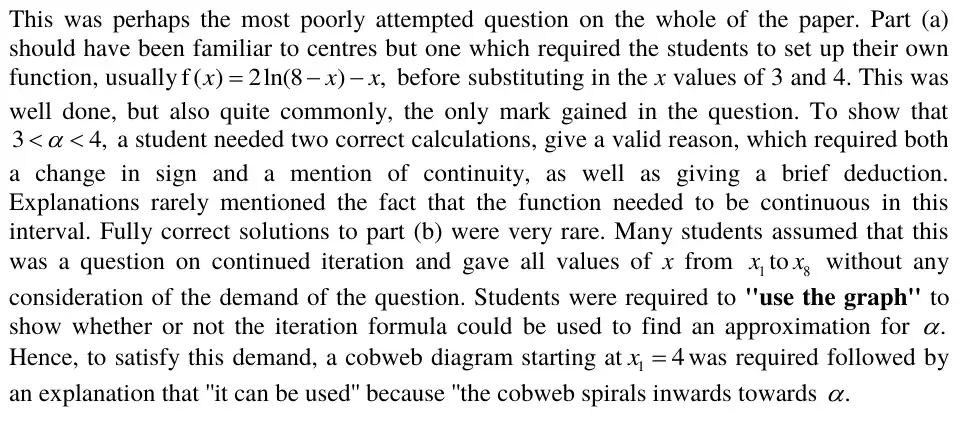 This was perhaps the most poorly attempted question on the whole of the paper. Part (a)
should have been familiar to centres but one which required the students to set up their own
function, usually f(x) = 2ln(8 − x) − x, before substituting in the x values of 3 and 4. This was
well done, but also quite commonly, the only mark gained in the question. To show that
3 < α < 4, a student needed two correct calculations, give a valid reason, which required both
a change in sign and a mention of continuity, as well as giving a brief deduction.
Explanations rarely mentioned the fact that the function needed to be continuous in this
interval. Fully correct solutions to part (b) were very rare. Many students assumed that this
was a question on continued iteration and gave all values of x from x₁ to x₈ without any
consideration of the demand of the question. Students were required to "use the graph" to
show whether or not the iteration formula could be used to find an approximation for α.
Hence, to satisfy this demand, a cobweb diagram starting at x₁ = 4 was required followed by
an explanation that "it can be used" because "the cobweb spirals inwards towards α.